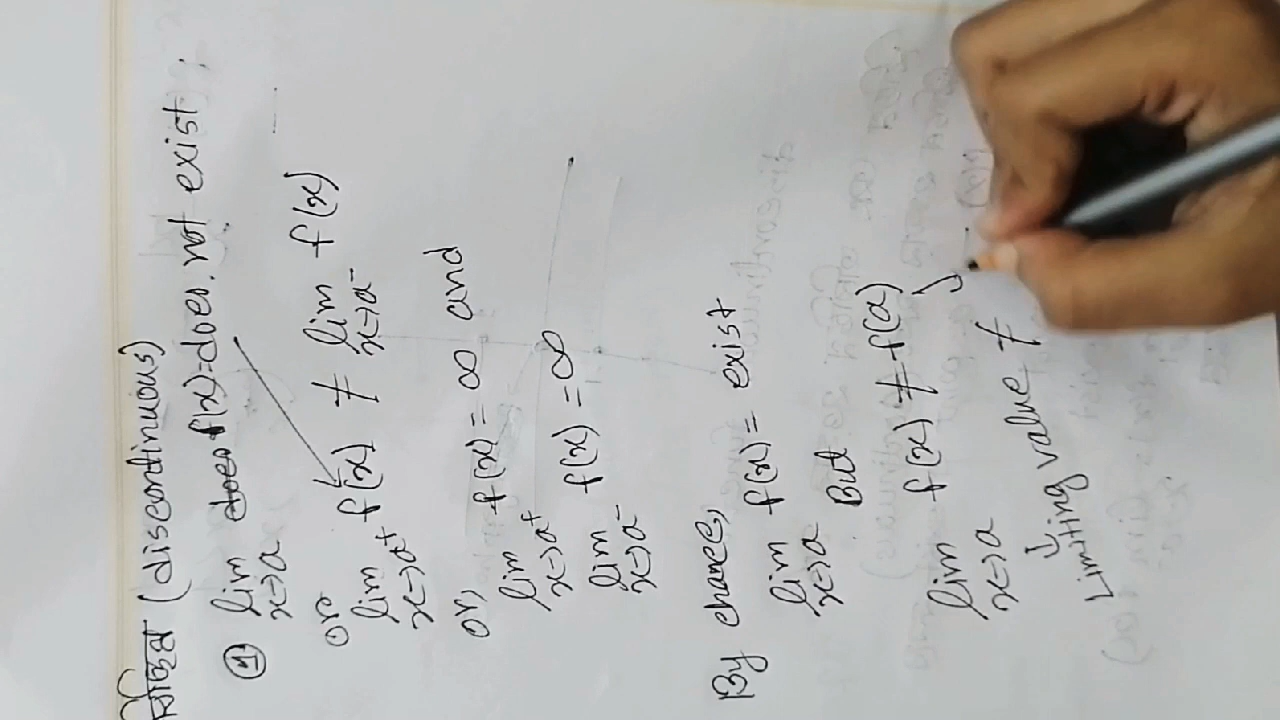 বিচ্ছিন্ন (discontinuous)
① lim x→a f(x) = does not exist;
or
lim x→a⁺ f(x) ≠ lim x→a⁻ f(x)
or, lim x→a⁺ f(x) = ∞ and
lim x→a⁻ f(x) = ∞
By chance,
lim x→a f(x) = exist
But
lim x→a f(x) ≠ f(a)
↓
Limiting value ≠